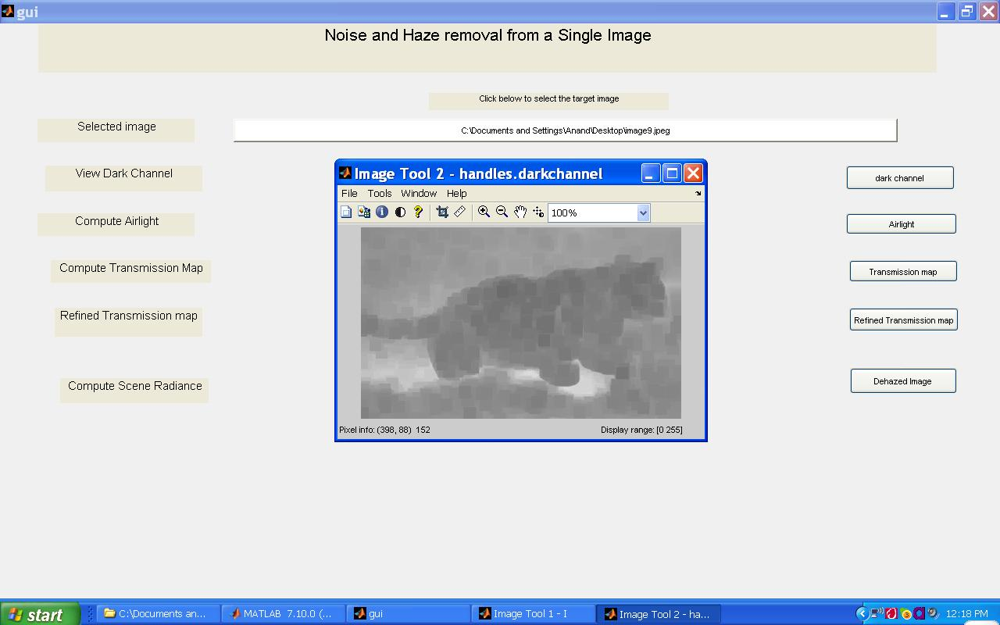 gui
Noise and Haze removal from a Single Image
Click below to select the target image
Selected image
C:\Documents and Settings\Anand\Desktop\image9.jpeg
View Dark Channel
dark channel
Compute Airlight
Airlight
Compute Transmission Map
Transmission map
Refined Transmission map
Refined Transmission map
Compute Scene Radiance
Dehazed Image
Image Tool 2 - handles.darkchannel
File Tools Window Help
100%
Pixel info: (398, 88) 152
Display range: [0 255]
start
C:\Documents an...
MATLAB 7.10.0 (...
gui
Image Tool 1 - I
Image Tool 2 - ha...
12:18 PM